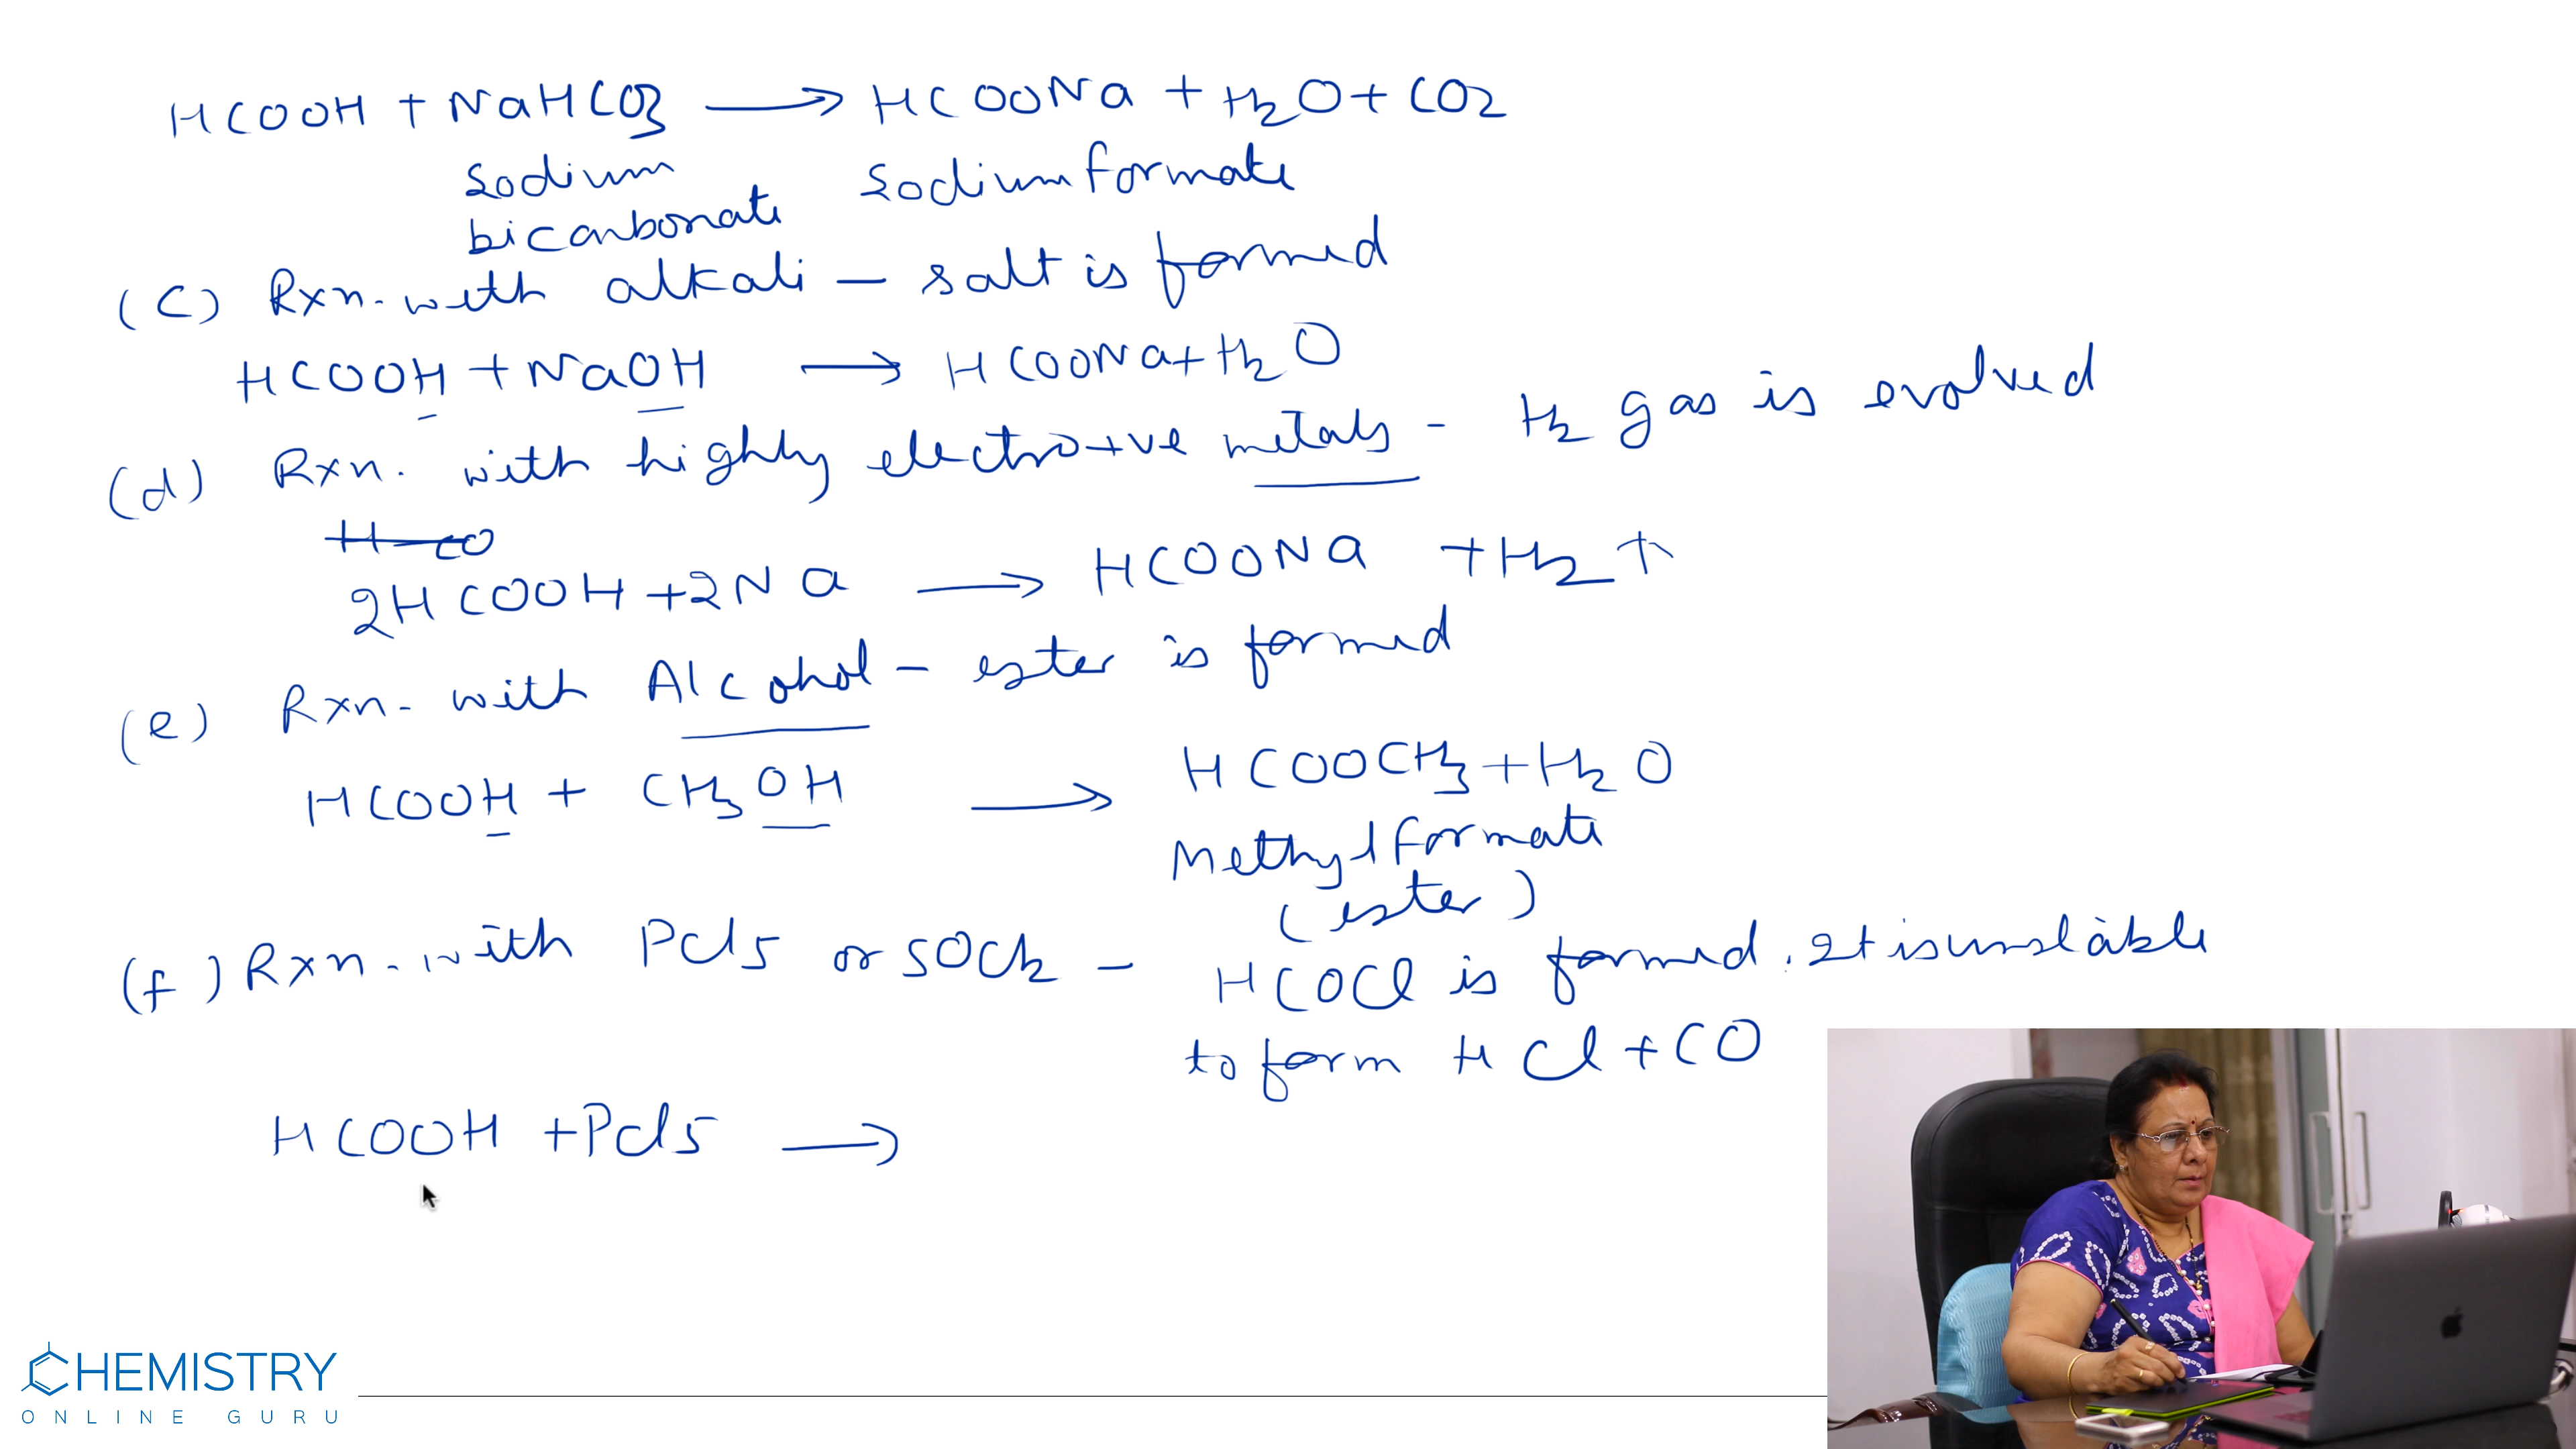 HCOOH + NaHCO3 → HCOONa + H2O + CO2
sodium sodium formate
bicarbonate
(c) Rxn. with alkali – salt is formed
HCOOH + NaOH → HCOONa + H2O
(d) Rxn. with highly electro+ve metals - H2 gas is evolved
H-CO
2HCOOH + 2Na → HCOONa + H2 ↑
(e) Rxn. with Alcohol – ester is formed
HCOOH + CH3OH → HCOOCH3 + H2O
Methyl formate
(ester)
(f) Rxn. with PCl5 or SOCl2 – HCOCl is formed. It is unstable
to form HCl + CO
HCOOH + PCl5 →
CHEMISTRY
ONLINE GURU